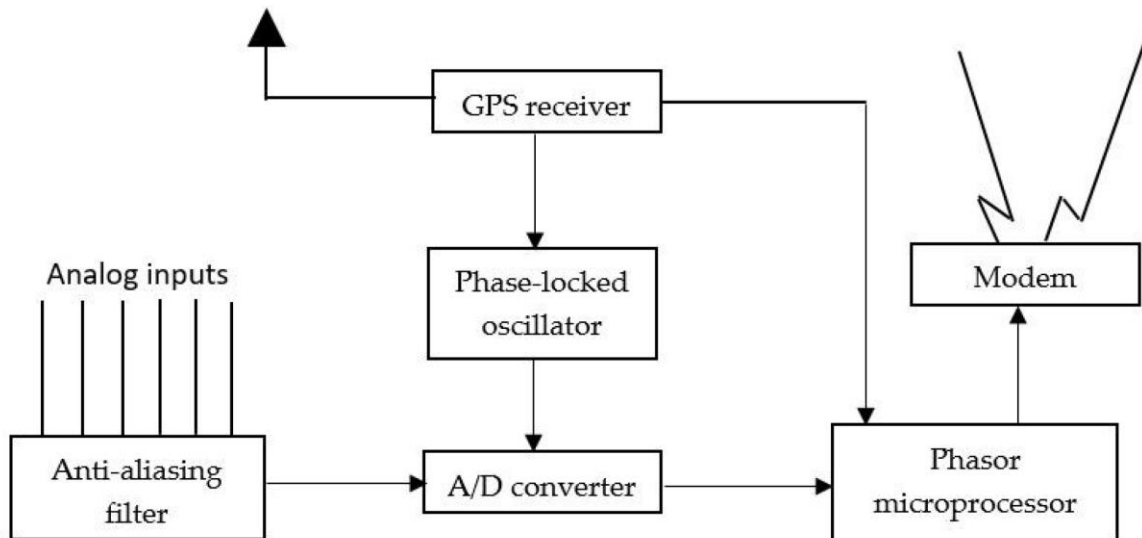 GPS receiver
Phase-locked
oscillator
Modem
Analog inputs
Anti-aliasing
filter
A/D converter
Phasor
microprocessor